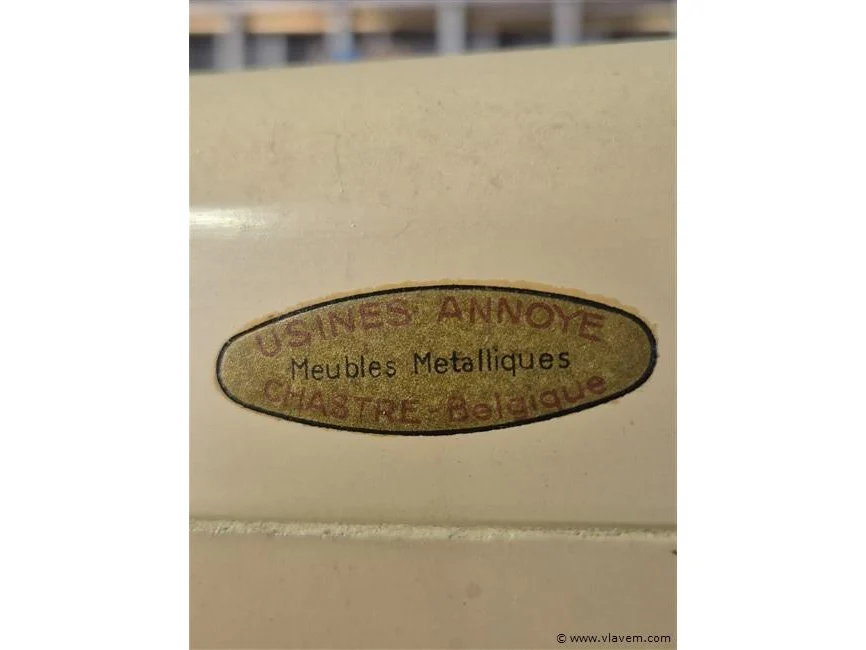 USINES ANNOYE
Meubles Metalliques
CHASTRE-Belgique
© www.vlavem.com